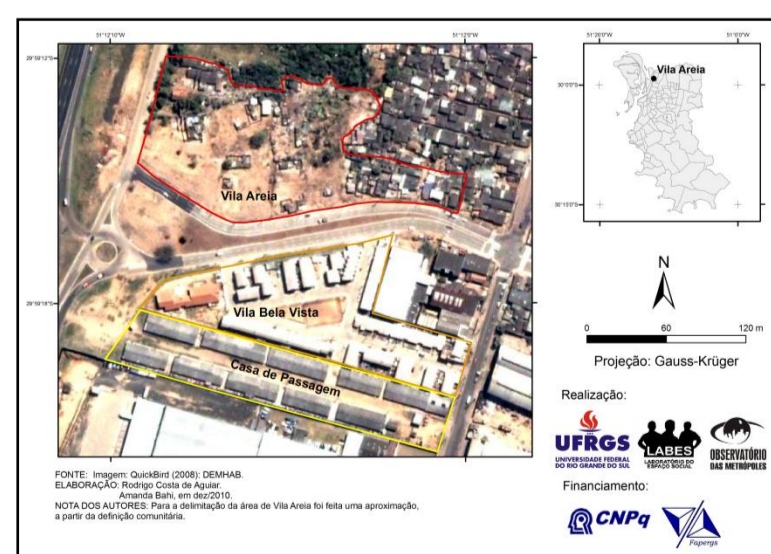 51°12'10"W
51°12'0"W
29°59'12"S
29°59'18"S
Vila Areia
Vila Bela Vista
Casa de Passagem
51°20'0"W
51°0'0"W
30°0'0"S
30°15'0"S
Vila Areia
N
0 60 120 m
Projeção: Gauss-Krüger
Realização:
UFRGS
UNIVERSIDADE FEDERAL
DO RIO GRANDE DO SUL
LABES
LABORATÓRIO DO
ESPAÇO SOCIAL
OBSERVATÓRIO
DAS METRÓPOLES
Financiamento:
CNPq
Fapergs
FONTE: Imagem: QuickBird (2008): DEMHAB.
ELABORAÇÃO: Rodrigo Costa de Aguiar.
Amanda Bahi, em dez/2010.
NOTA DOS AUTORES: Para a delimitação da área de Vila Areia foi feita uma aproximação,
a partir da definição comunitária.